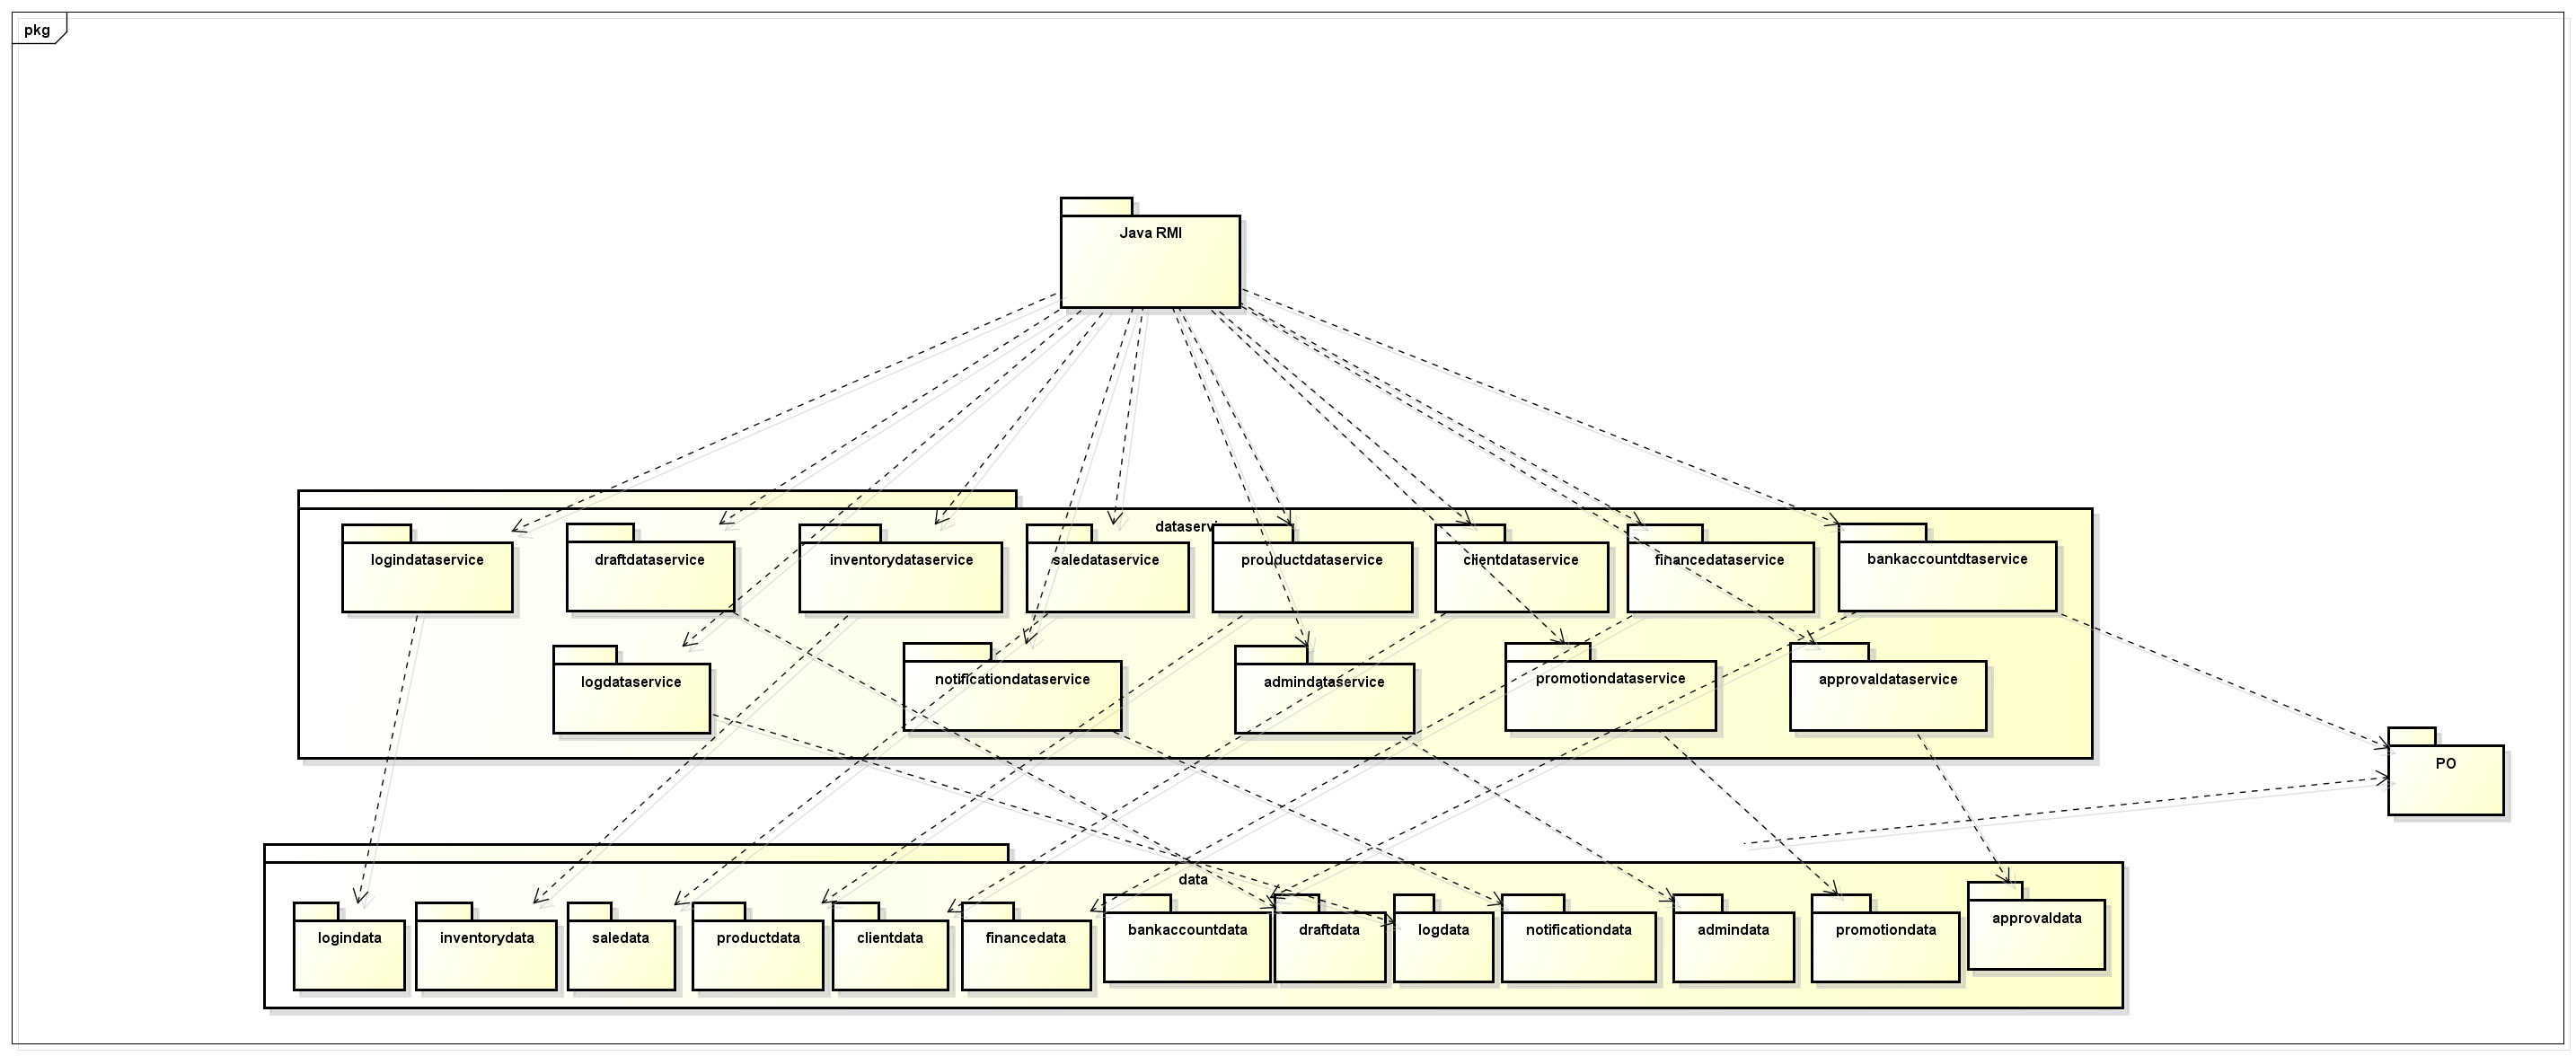 pkg
Java RMI
dataservi
logindataservice
draftdataservice
inventorydataservice
saledataservice
prouductdataservice
clientdataservice
financedataservice
bankaccountdtaservice
logdataservice
notificationdataservice
admindataservice
promotiondataservice
approvaldataservice
PO
data
logindata
inventorydata
saledata
productdata
clientdata
financedata
bankaccountdata
draftdata
logdata
notificationdata
admindata
promotiondata
approvaldata